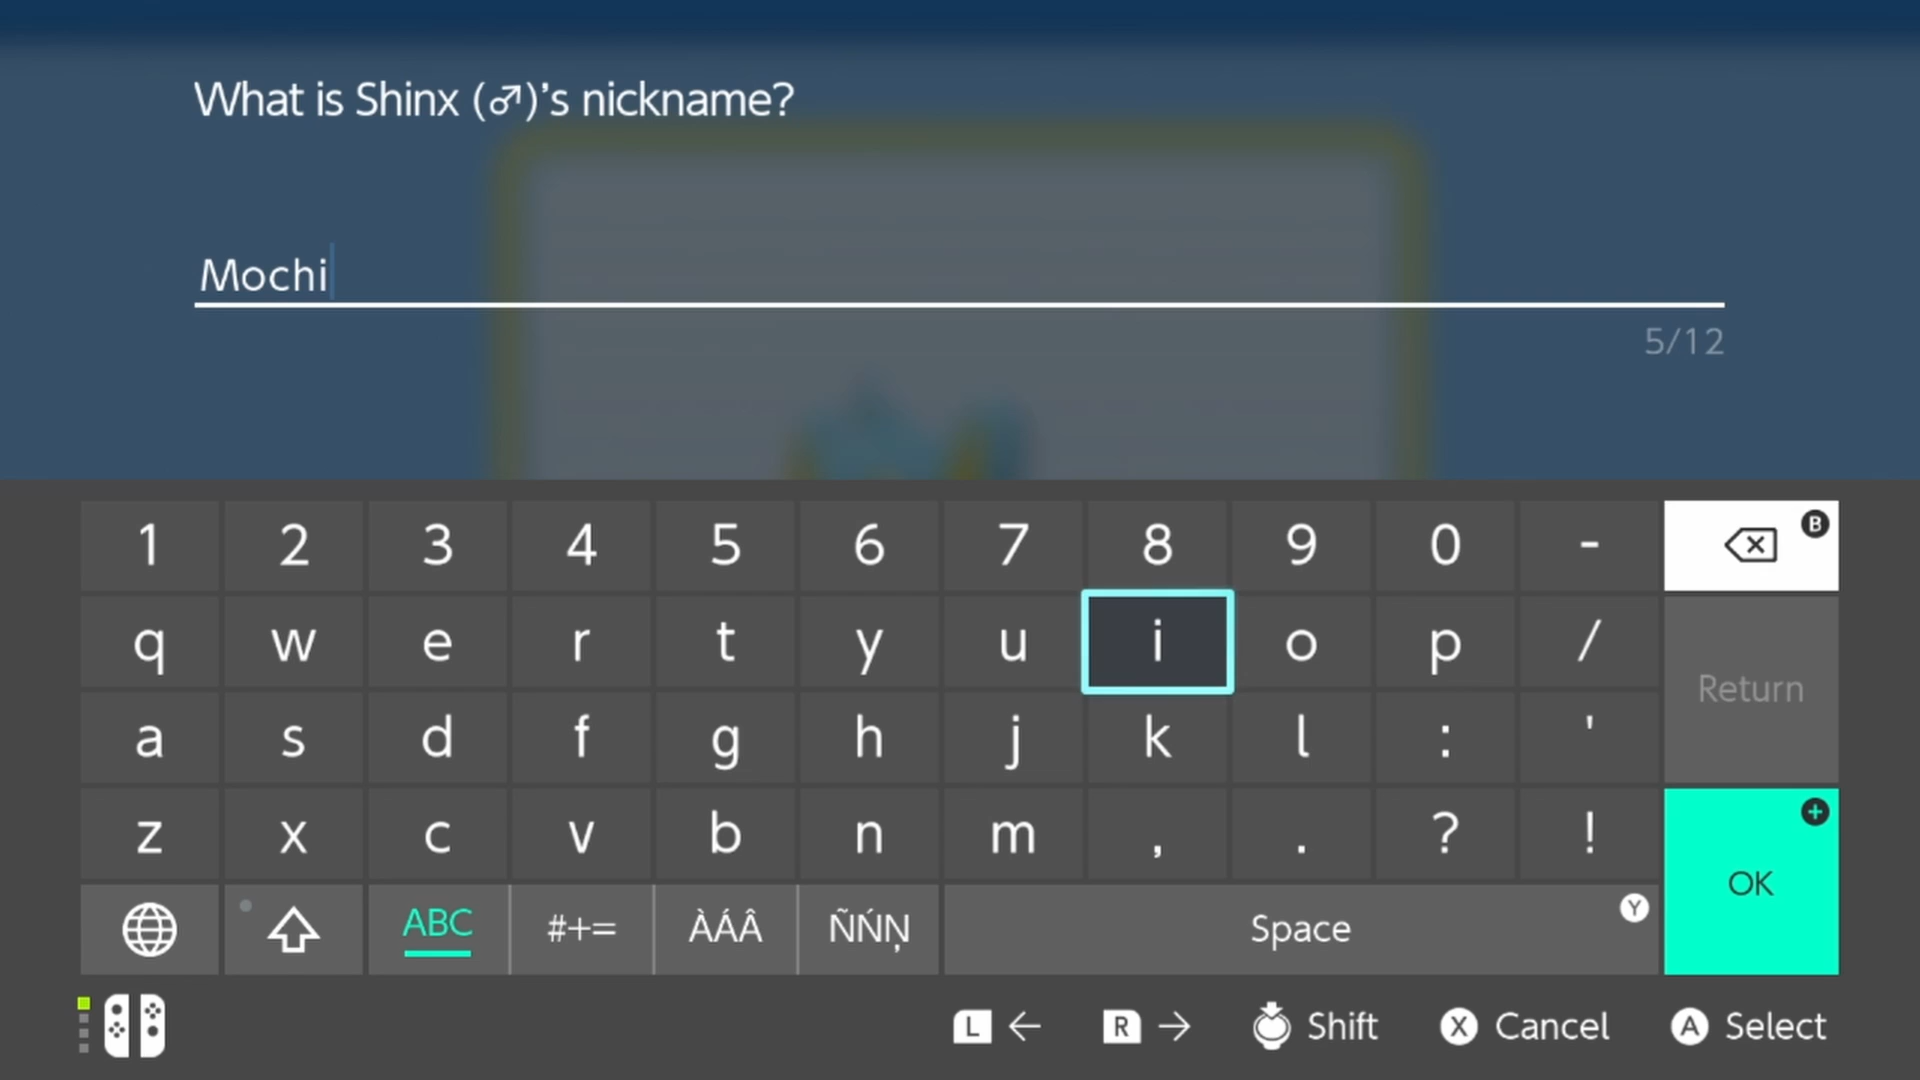 What is Shinx (♂)'s nickname?
Mochi
5/12
1 2 3 4 5 6 7 8 9 0 - B
q w e r t y u i o p /
Return
a s d f g h j k l : '
z x c v b n m , . ? ! +
OK
ABC #+= ÀÁÂ ÑŃŅ Space Y
L ← R → Shift X Cancel A Select